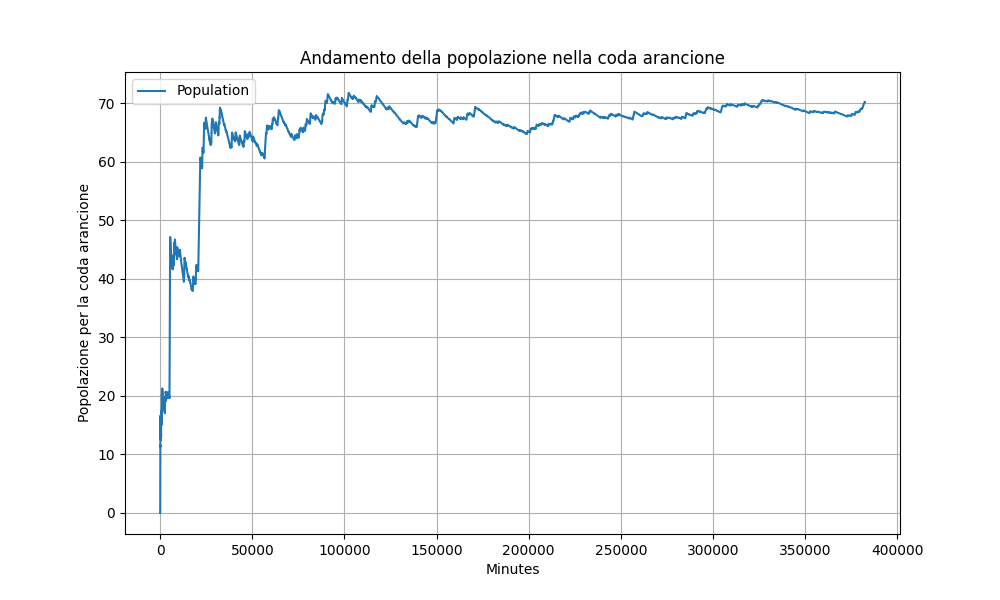 Andamento della popolazione nella coda arancione
Population
Popolazione per la coda arancione
70
60
50
40
30
20
10
0
0 50000 100000 150000 200000 250000 300000 350000 400000
Minutes